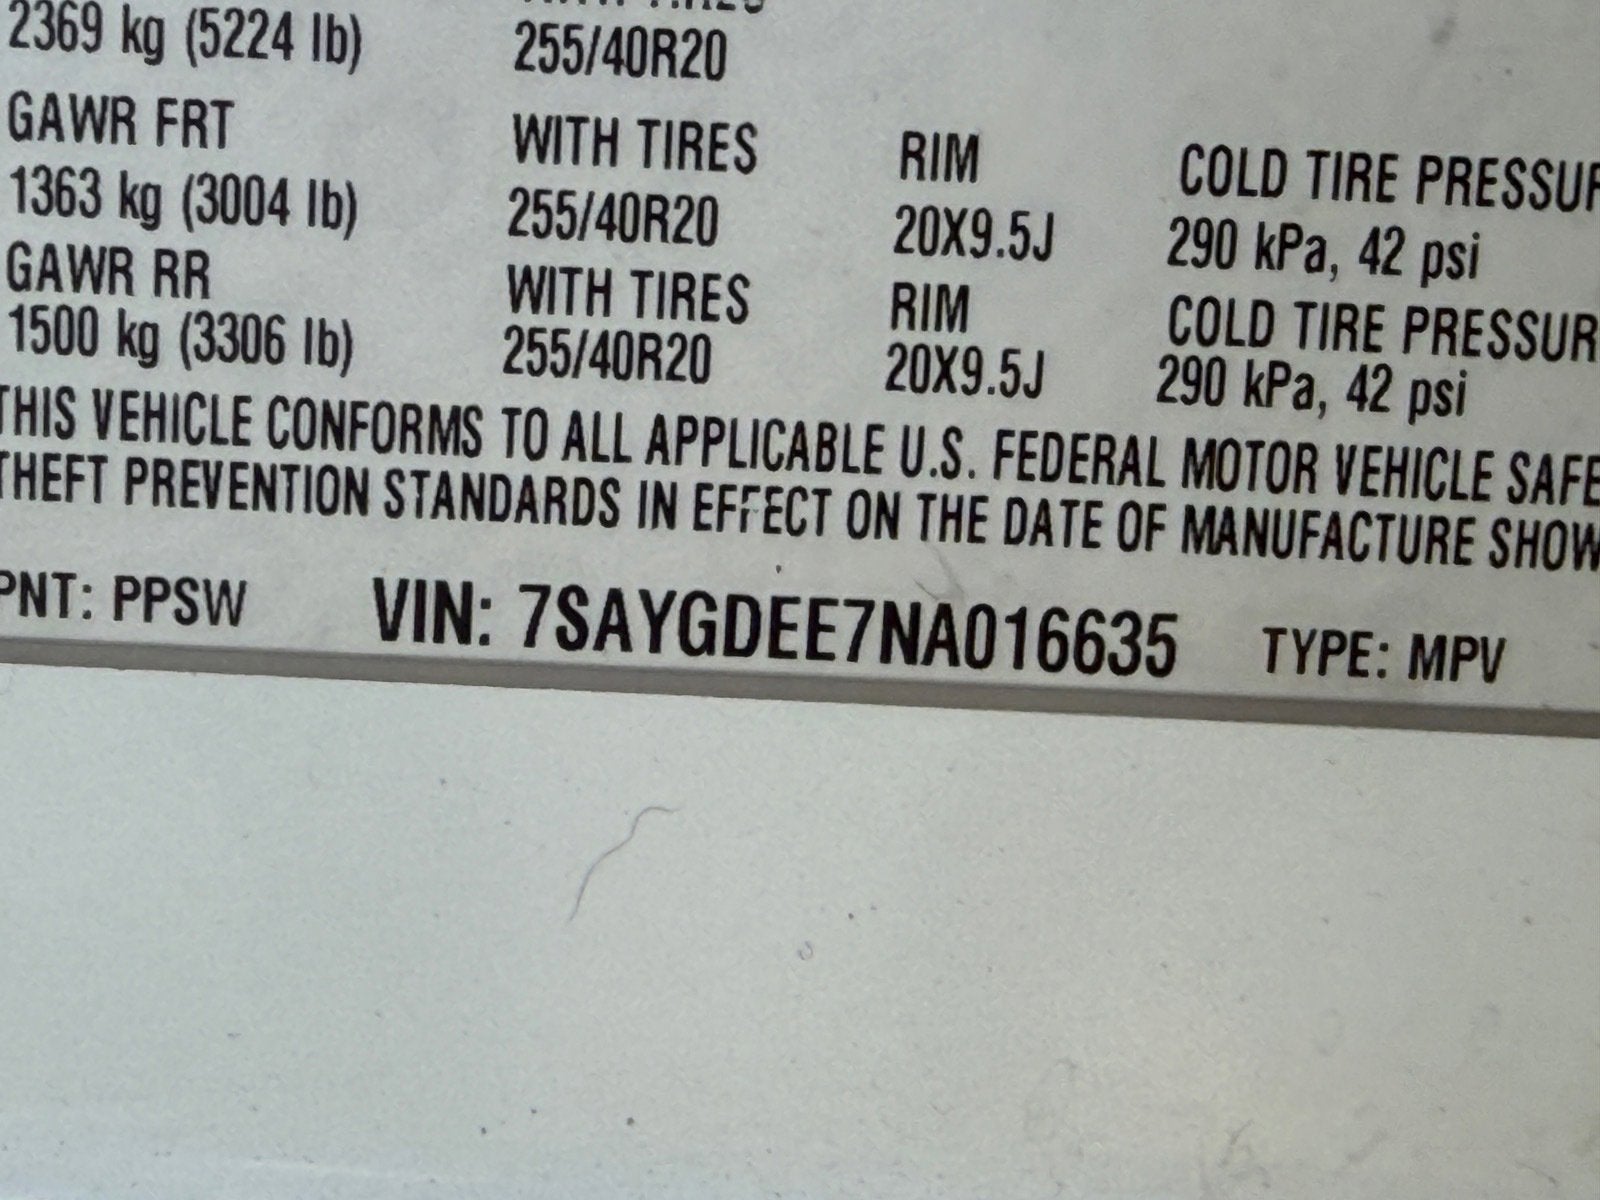 2369 kg (5224 lb) 255/40R20
GAWR FRT WITH TIRES RIM COLD TIRE PRESSUR
1363 kg (3004 lb) 255/40R20 20X9.5J 290 kPa, 42 psi
GAWR RR WITH TIRES RIM COLD TIRE PRESSUR
1500 kg (3306 lb) 255/40R20 20X9.5J 290 kPa, 42 psi
THIS VEHICLE CONFORMS TO ALL APPLICABLE U.S. FEDERAL MOTOR VEHICLE SAFE
THEFT PREVENTION STANDARDS IN EFFECT ON THE DATE OF MANUFACTURE SHOW
PNT: PPSW VIN: 7SAYGDEE7NA016635 TYPE: MPV